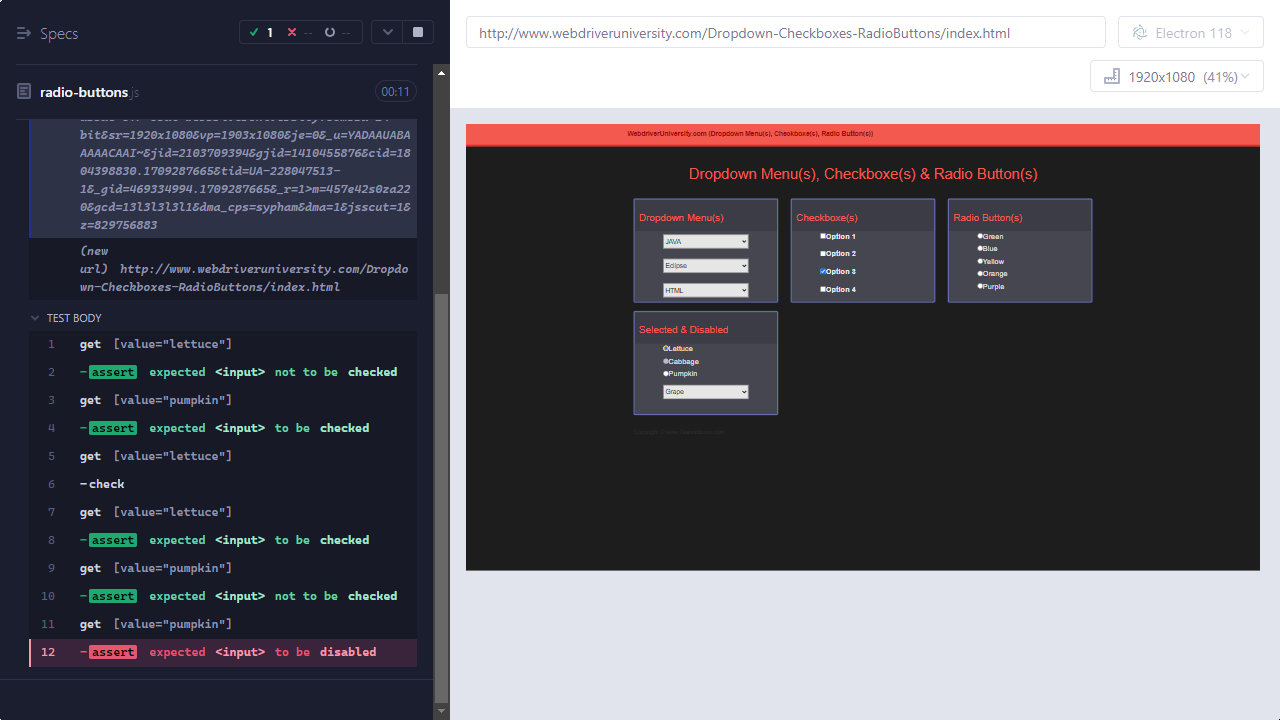 Specs
1
--
--
radio-buttons js
00:11
bit&sr=1920x1080&vp=1903x1080&je=0&_u=YADAAUABA
AAAACAAI~&jid=2103709394&gjid=1410455876&cid=18
04398830.1709287665&tid=UA-228047513-
1&_gid=469334994.1709287665&_r=1>m=457e42s0za22
0&gcd=13l3l3l3l1&dma_cps=sypham&dma=1&jsscut=1&
z=829756883
(new
url) http://www.webdriveruniversity.com/Dropdo
wn-Checkboxes-RadioButtons/index.html
TEST BODY
1 get [value="lettuce"]
2 -assert expected <input> not to be checked
3 get [value="pumpkin"]
4 -assert expected <input> to be checked
5 get [value="lettuce"]
6 -check
7 get [value="lettuce"]
8 -assert expected <input> to be checked
9 get [value="pumpkin"]
10 -assert expected <input> not to be checked
11 get [value="pumpkin"]
12 -assert expected <input> to be disabled
http://www.webdriveruniversity.com/Dropdown-Checkboxes-RadioButtons/index.html
Electron 118
1920x1080 (41%)
WebdriverUniversity.com (Dropdown Menu(s), Checkboxe(s), Radio Button(s))
Dropdown Menu(s), Checkboxe(s) & Radio Button(s)
Dropdown Menu(s)
JAVA
Eclipse
HTML
Checkboxe(s)
Option 1
Option 2
Option 3
Option 4
Radio Button(s)
Green
Blue
Yellow
Orange
Purple
Selected & Disabled
Lettuce
Cabbage
Pumpkin
Grape